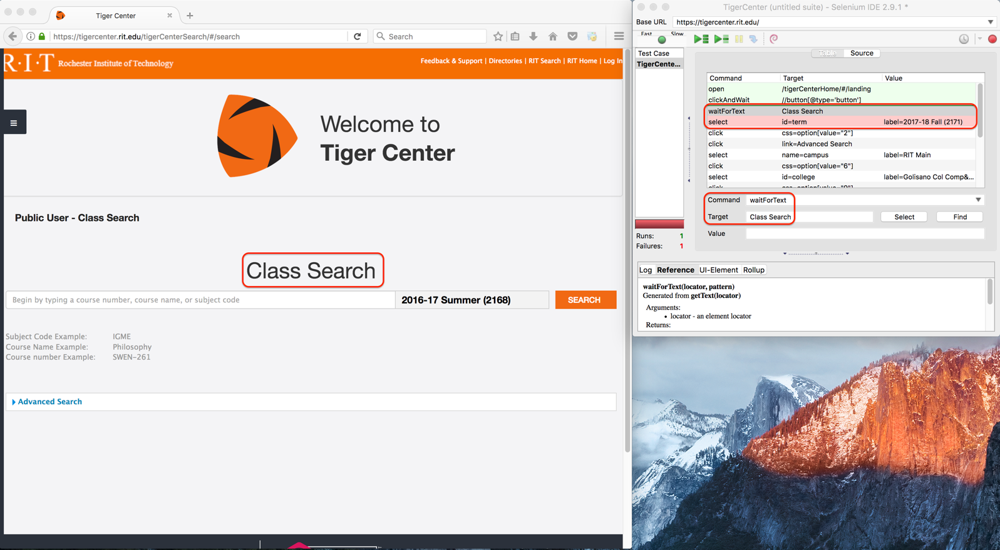 Tiger Center
https://tigercenter.rit.edu/tigerCenterSearch/#/search
Search
R·I·T Rochester Institute of Technology
Feedback & Support | Directories | RIT Search | RIT Home | Log In
Welcome to
Tiger Center
Public User - Class Search
Class Search
Begin by typing a course number, course name, or subject code
2016-17 Summer (2168)
SEARCH
Subject Code Example: IGME
Course Name Example: Philosophy
Course number Example: SWEN-261
Advanced Search
TigerCenter (untitled suite) - Selenium IDE 2.9.1 *
Base URL https://tigercenter.rit.edu/
Fast Slow
Test Case
TigerCente...
Table Source
Command Target Value
open /tigerCenterHome/#/landing
clickAndWait //button[@type='button']
waitForText Class Search
select id=term label=2017-18 Fall (2171)
click css=option[value="2"]
click link=Advanced Search
select name=campus label=RIT Main
click css=option[value="6"]
select id=college label=Golisano Col Comp&...
click css=option[value="9"]
Command waitForText
Target Class Search Select Find
Value
Runs: 1
Failures: 1
Log Reference UI-Element Rollup
waitForText(locator, pattern)
Generated from getText(locator)
Arguments:
• locator - an element locator
Returns: